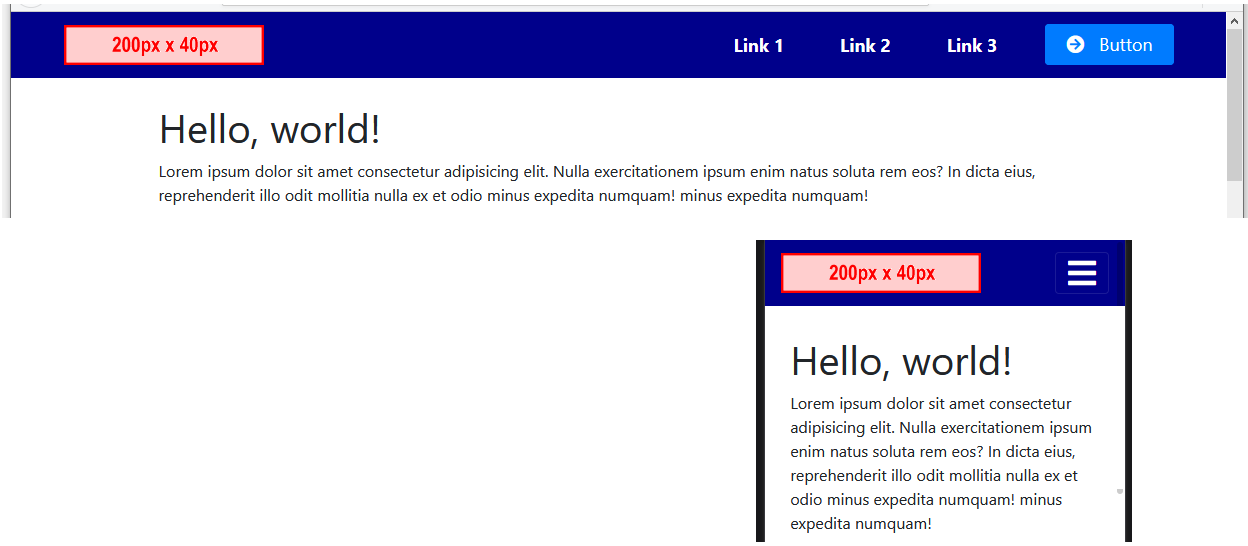 200px x 40px
Link 1
Link 2
Link 3
Button
Hello, world!
Lorem ipsum dolor sit amet consectetur adipisicing elit. Nulla exercitationem ipsum enim natus soluta rem eos? In dicta eius,
reprehenderit illo odit mollitia nulla ex et odio minus expedita numquam! minus expedita numquam!
200px x 40px
Hello, world!
Lorem ipsum dolor sit amet consectetur
adipisicing elit. Nulla exercitationem ipsum
enim natus soluta rem eos? In dicta eius,
reprehenderit illo odit mollitia nulla ex et
odio minus expedita numquam! minus
expedita numquam!